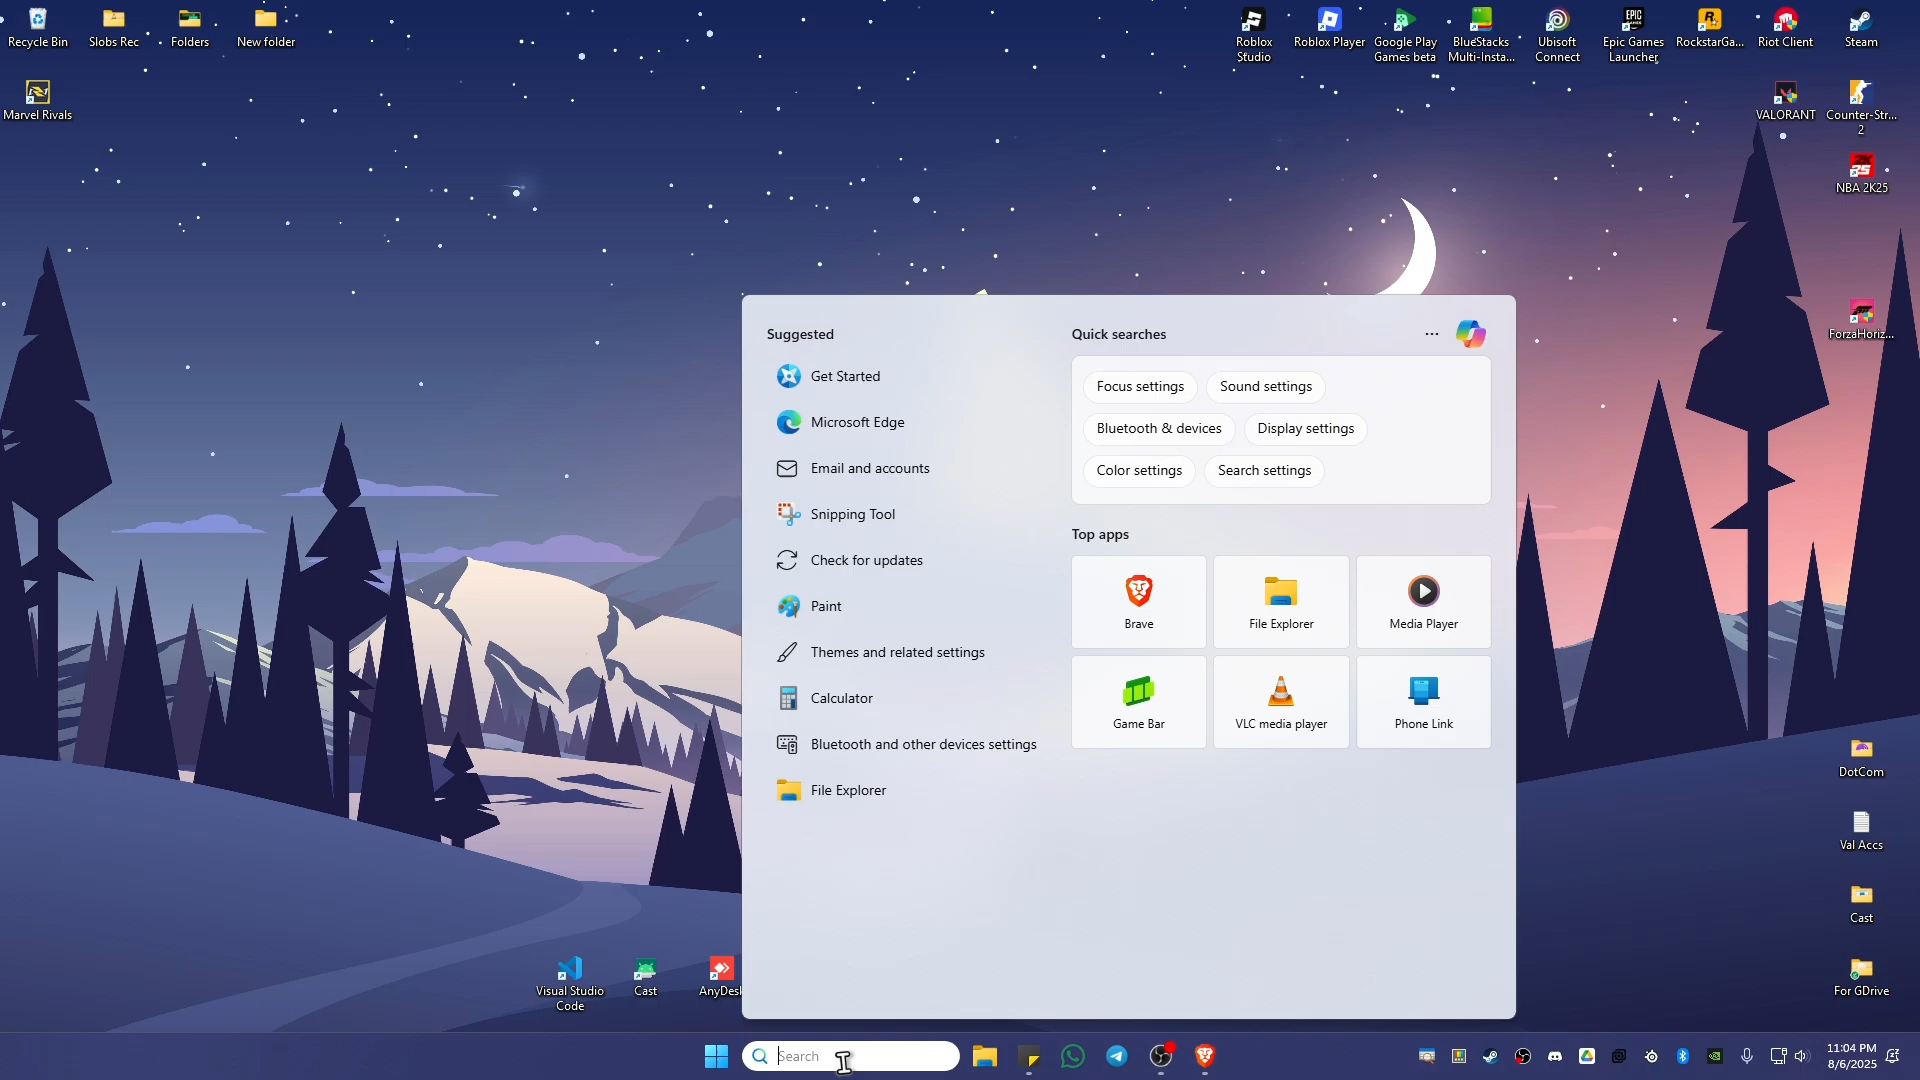 Recycle Bin
Slobs Rec
Folders
New folder
Roblox
Studio
Roblox Player
Google Play
Games beta
BlueStacks
Multi-Insta...
Ubisoft
Connect
Epic Games
Launcher
RockstarGa...
Riot Client
Steam
Marvel Rivals
VALORANT
Counter-Str...
2
NBA 2K25
ForzaHoriz...
Suggested
Get Started
Microsoft Edge
Email and accounts
Snipping Tool
Check for updates
Paint
Themes and related settings
Calculator
Bluetooth and other devices settings
File Explorer
Quick searches
Focus settings
Sound settings
Bluetooth & devices
Display settings
Color settings
Search settings
Top apps
Brave
File Explorer
Media Player
Game Bar
VLC media player
Phone Link
DotCom
Val Accs
Cast
For GDrive
Visual Studio
Code
Cast
AnyDesk
Search
11:04 PM
8/6/2025